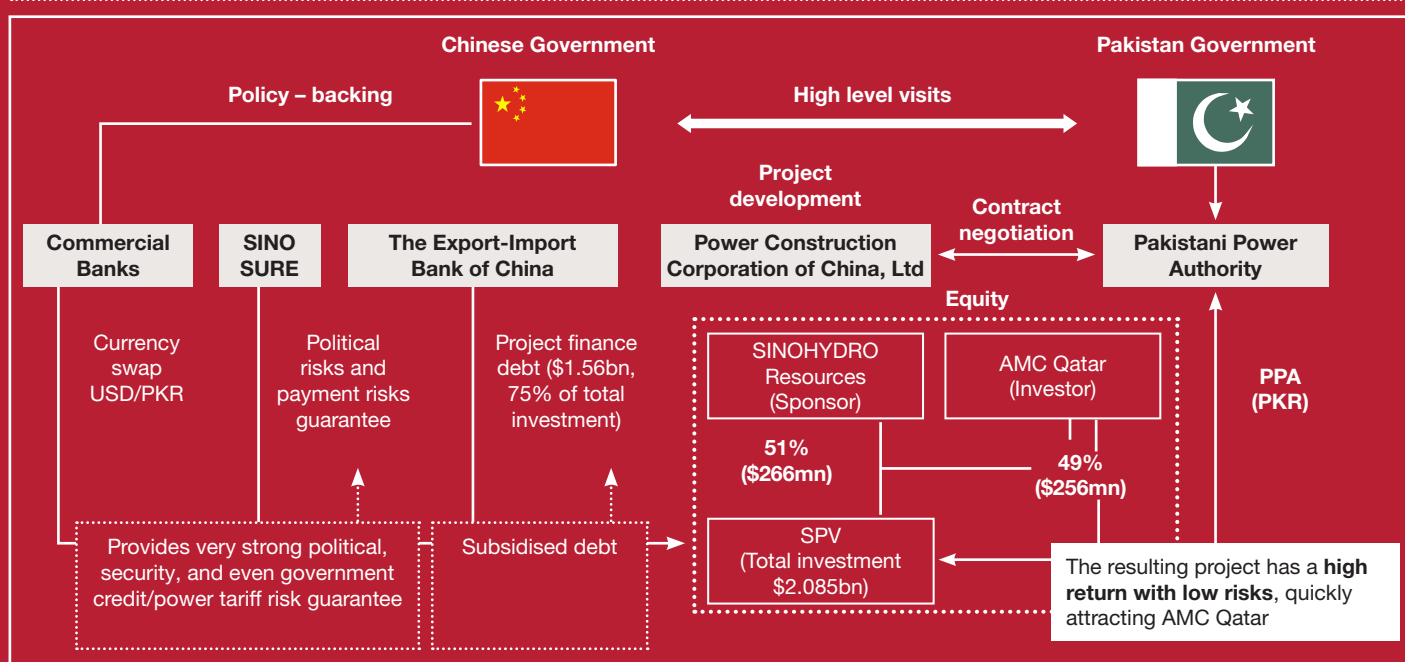 Chinese Government
Pakistan Government
Policy – backing
High level visits
Project
development
Contract
negotiation
Commercial
Banks
SINO
SURE
The Export-Import
Bank of China
Power Construction
Corporation of China, Ltd
Pakistani Power
Authority
Equity
Currency
swap
USD/PKR
Political
risks and
payment risks
guarantee
Project finance
debt ($1.56bn,
75% of total
investment)
SINOHYDRO
Resources
(Sponsor)
AMC Qatar
(Investor)
PPA
(PKR)
51%
($266mn)
49%
($256mn)
Provides very strong political,
security, and even government
credit/power tariff risk guarantee
Subsidised debt
SPV
(Total investment
$2.085bn)
The resulting project has a high
return with low risks, quickly
attracting AMC Qatar